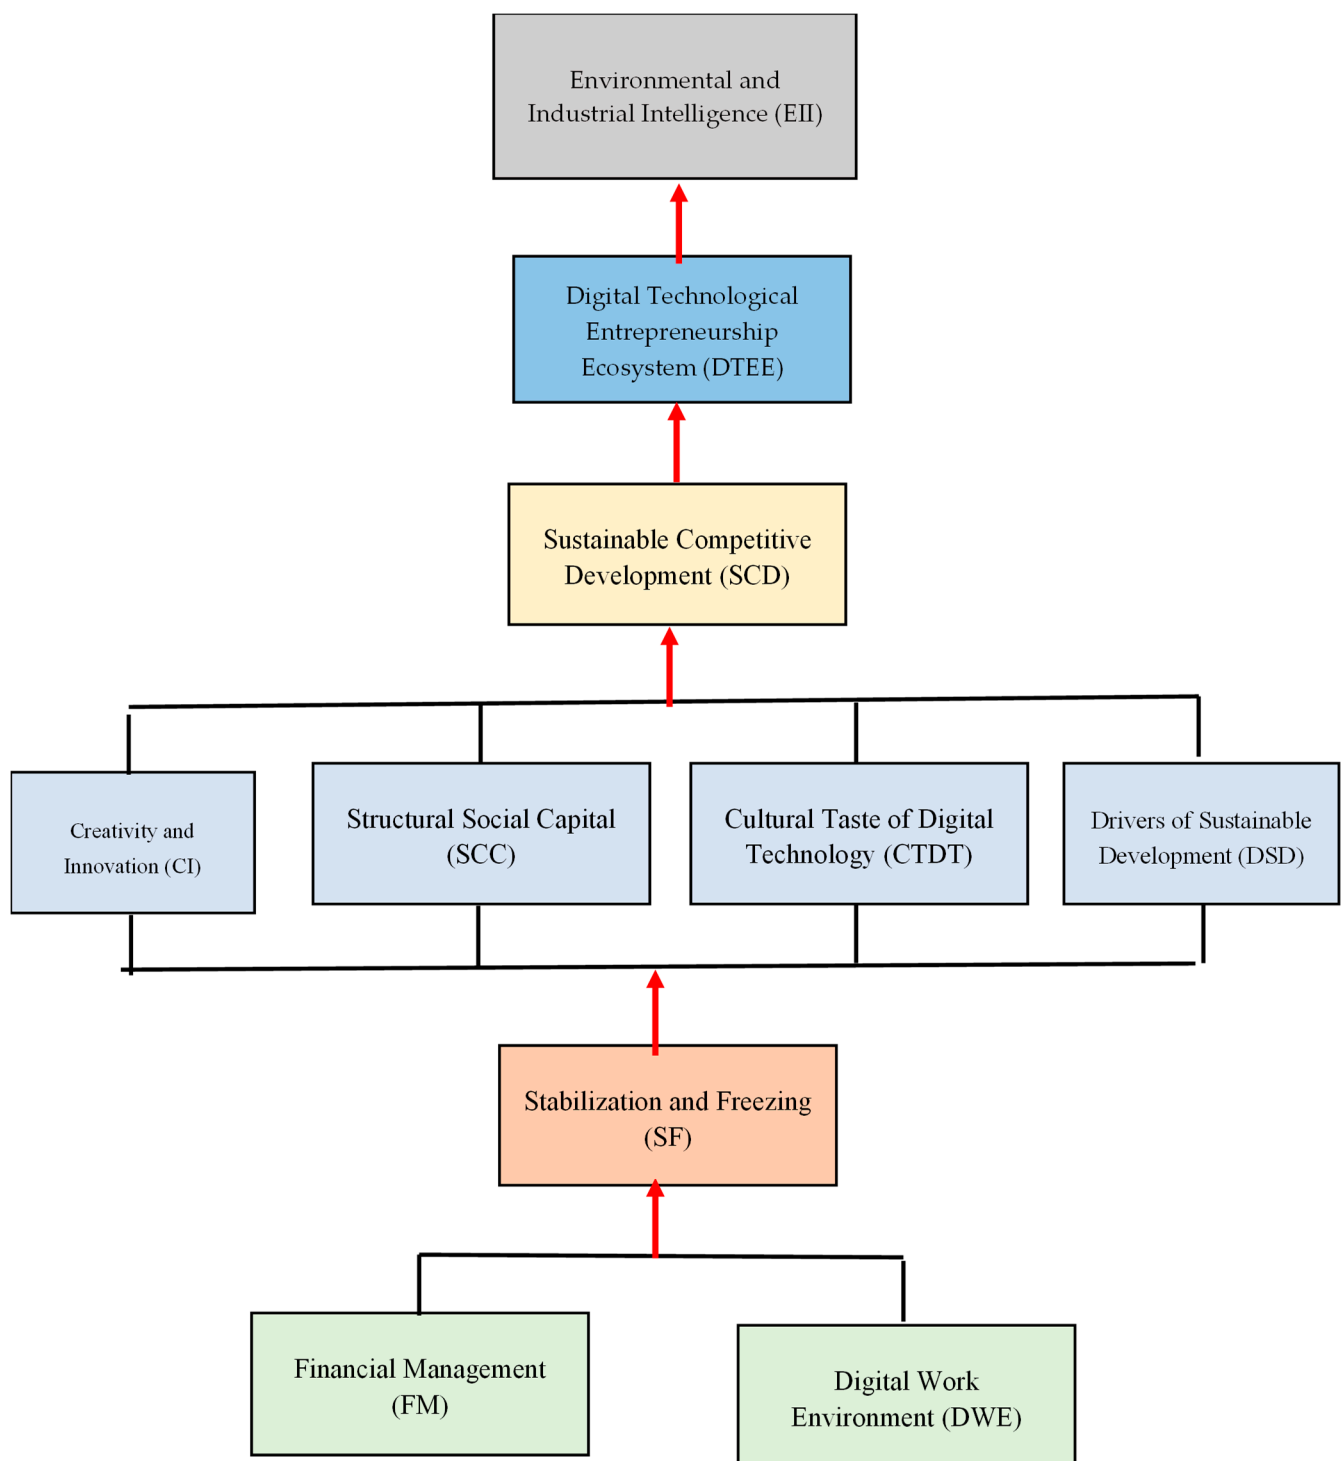 Environmental and
Industrial Intelligence (EII)
Digital Technological
Entrepreneurship
Ecosystem (DTEE)
Sustainable Competitive
Development (SCD)
Creativity and
Innovation (CI)
Structural Social Capital
(SCC)
Cultural Taste of Digital
Technology (CTDT)
Drivers of Sustainable
Development (DSD)
Stabilization and Freezing
(SF)
Financial Management
(FM)
Digital Work
Environment (DWE)